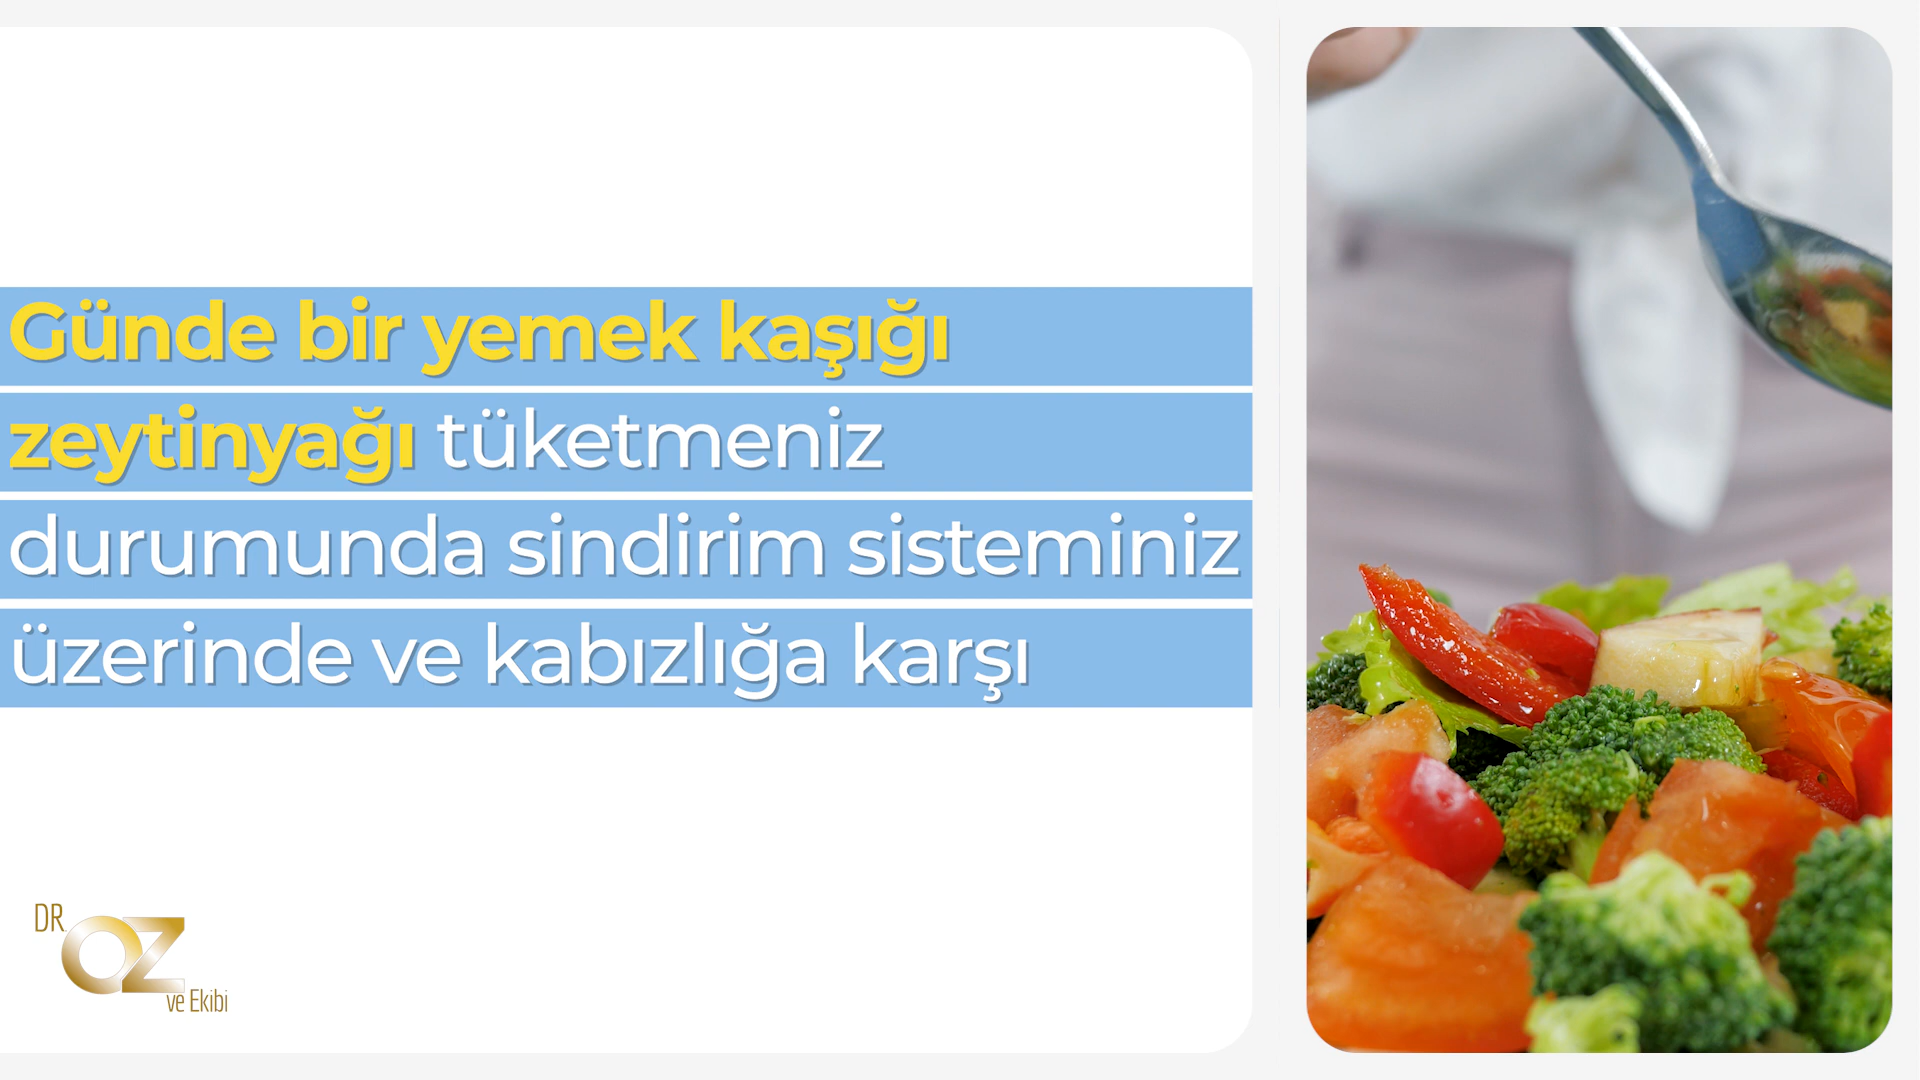 Günde bir yemek kaşığı
zeytinyağı tüketmeniz
durumunda sindirim sisteminiz
üzerinde ve kabızlığa karşı
DR.
OZ
ve Ekibi